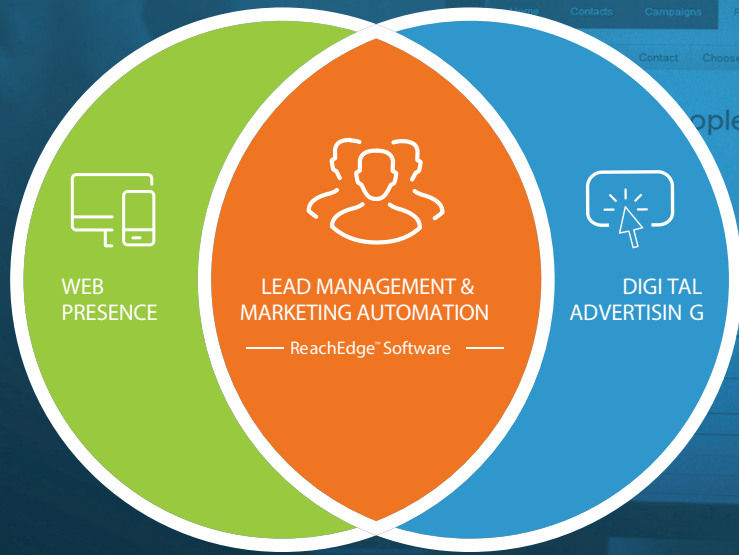 Home Contacts Campaigns
Contact Choose
ople
WEB
PRESENCE
LEAD MANAGEMENT &
MARKETING AUTOMATION
ReachEdge™ Software
DIGI TAL
ADVERTISIN G